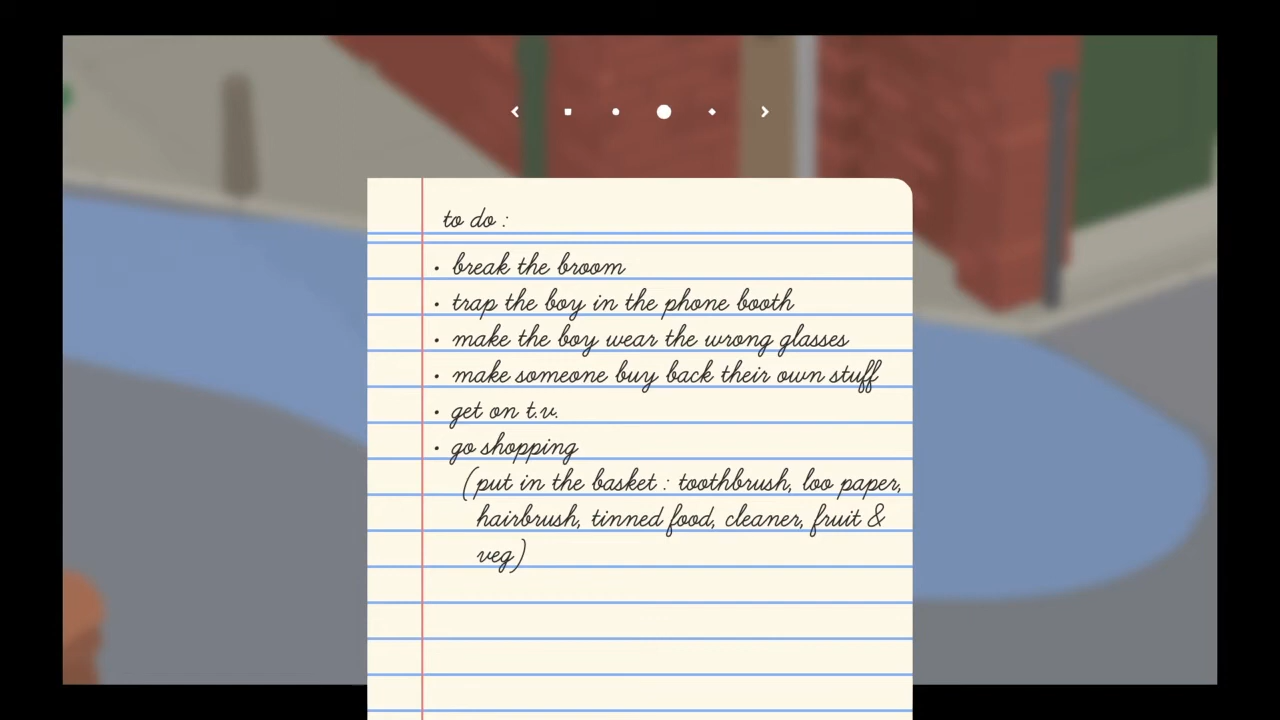 to do :
• break the broom
• trap the boy in the phone booth
• make the boy wear the wrong glasses
• make someone buy back their own stuff
• get on t.v.
• go shopping
(put in the basket : toothbrush, loo paper,
hairbrush, tinned food, cleaner, fruit &
veg)